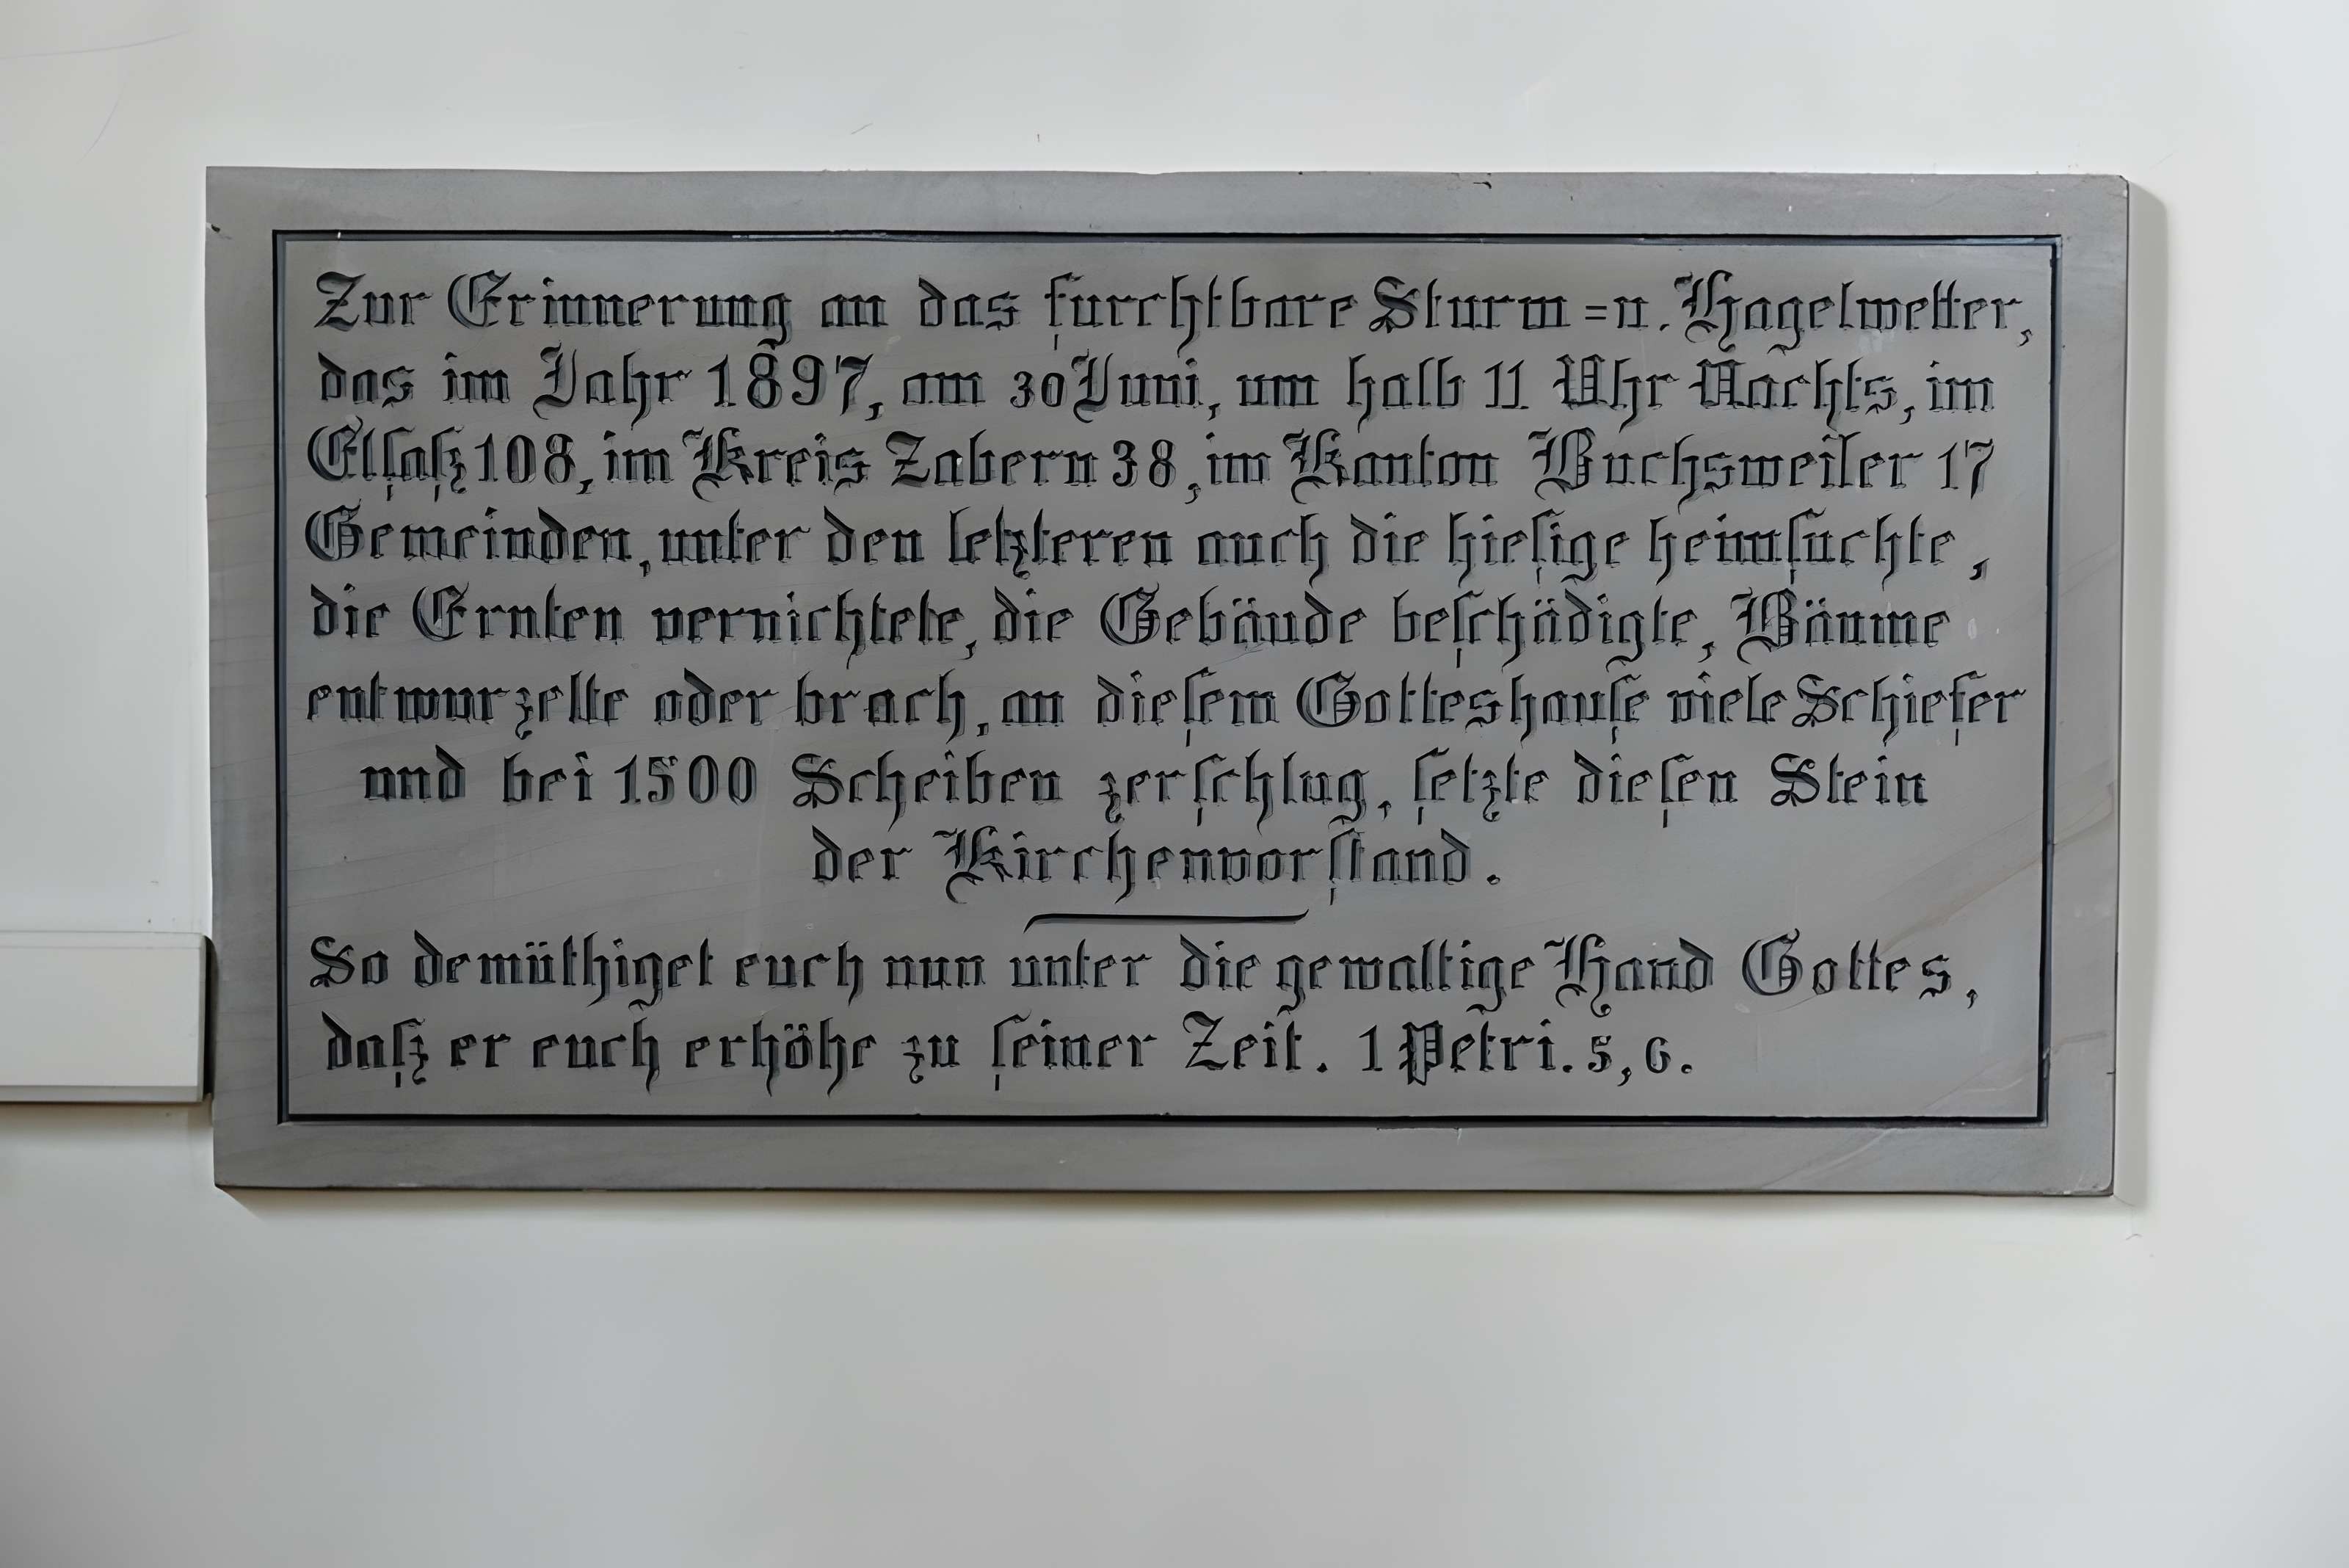 Zur Erinnerung an das furchtbare Sturm=u. Hagelwetter,
das im Jahr 1897, am 30 Juni, um halb 11 Uhr Nachts, im
Elſaß 108, im Kreis Zabern 38, im Kanton Buchsweiler 17
Gemeinden, unter den letzteren auch die hieſige heimſuchte,
die Ernten vernichtete, die Gebäude beſchädigte, Bäume
entwurzelte oder brach, an dieſem Gotteshauſe viele Schiefer
und bei 1500 Scheiben zerſchlug, ſetzte dieſen Stein
der Kirchenvorſtand.
So demüthiget euch nun unter die gewaltige Hand Gottes,
daß er euch erhöhe zu ſeiner Zeit. 1 Petri. 5, 6.